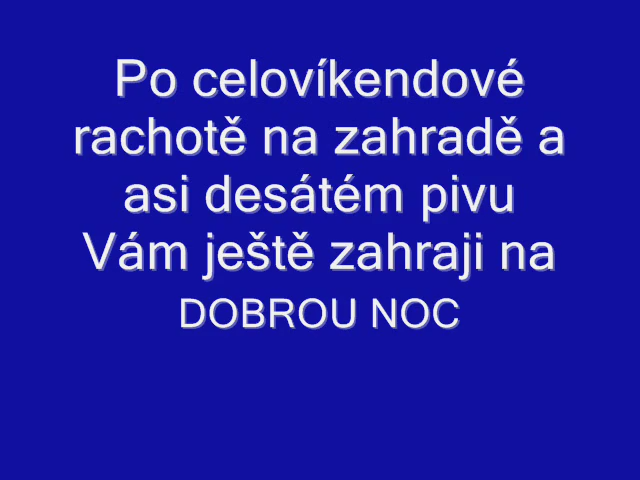 Po celovíkendové
rachotě na zahradě a
asi desátém pivu
Vám ještě zahraji na
DOBROU NOC